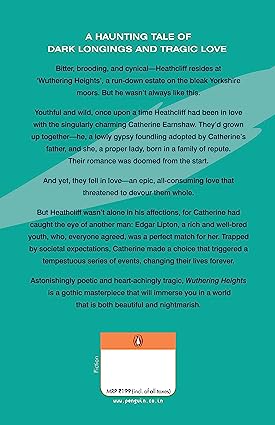 A HAUNTING TALE OF
DARK LONGINGS AND TRAGIC LOVE
Bitter, brooding, and cynical—Heathcliff resides at
'Wuthering Heights', a run-down estate on the bleak Yorkshire
moors. But he wasn't always like this.
Youthful and wild, once upon a time Heathcliff had been in love
with the singularly charming Catherine Earnshaw. They'd grown
up together—he, a lowly gypsy foundling adopted by Catherine's
father, and she, a proper lady, born in a family of repute.
Their romance was doomed from the start.
And yet, they fell in love—an epic, all-consuming love that
threatened to devour them whole.
But Heathcliff wasn't alone in his affections, for Catherine had
caught the eye of another man: Edgar Lipton, a rich and well-bred
youth, who, everyone agreed, was a perfect match for her. Trapped
by societal expectations, Catherine made a choice that triggered a
tempestuous series of events, changing their lives forever.
Astonishingly poetic and heart-achingly tragic, Wuthering Heights
is a gothic masterpiece that will immerse you in a world
that is both beautiful and nightmarish.
Fiction
MRP ₹199 (incl. of all taxes)
www.penguin.co.in